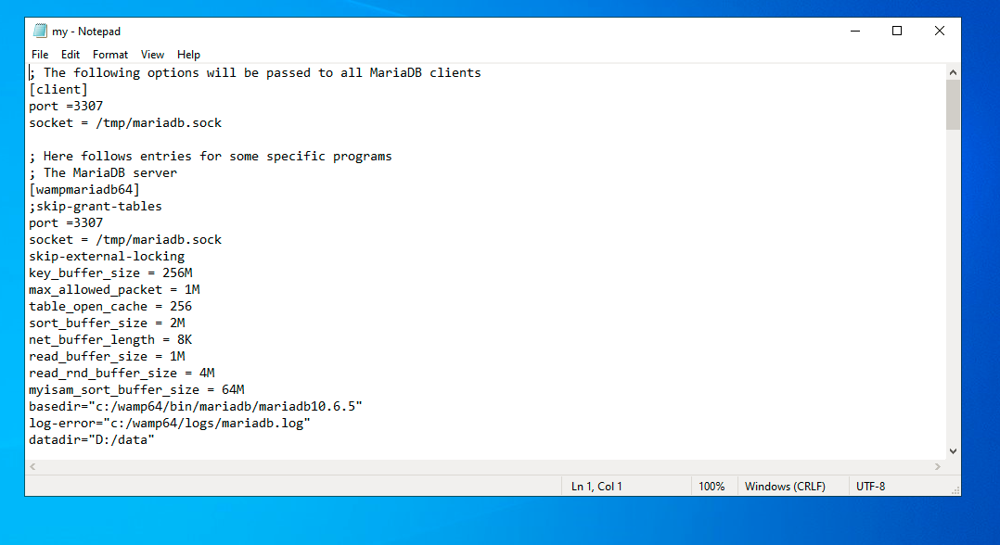 my - Notepad
File Edit Format View Help
; The following options will be passed to all MariaDB clients
[client]
port =3307
socket = /tmp/mariadb.sock
; Here follows entries for some specific programs
; The MariaDB server
[wampmariadb64]
;skip-grant-tables
port =3307
socket = /tmp/mariadb.sock
skip-external-locking
key_buffer_size = 256M
max_allowed_packet = 1M
table_open_cache = 256
sort_buffer_size = 2M
net_buffer_length = 8K
read_buffer_size = 1M
read_rnd_buffer_size = 4M
myisam_sort_buffer_size = 64M
basedir="c:/wamp64/bin/mariadb/mariadb10.6.5"
log-error="c:/wamp64/logs/mariadb.log"
datadir="D:/data"
Ln 1, Col 1 100% Windows (CRLF) UTF-8